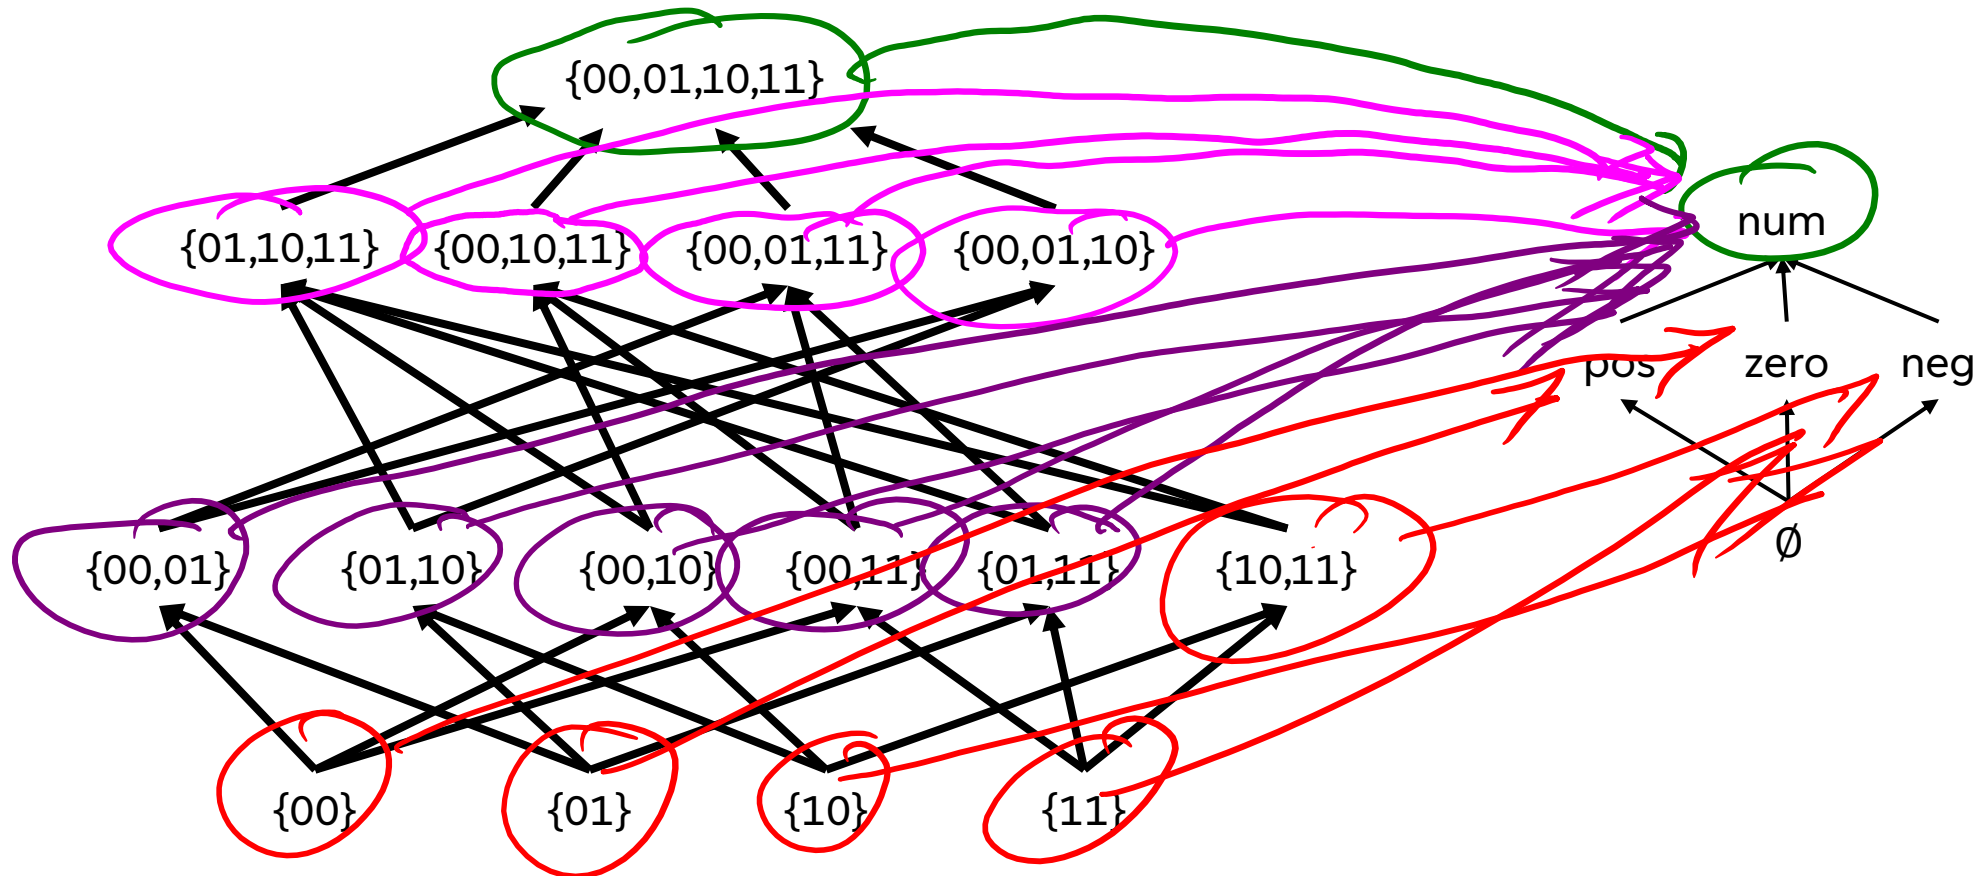 {00,01,10,11}
{01,10,11} {00,10,11} {00,01,11} {00,01,10} num
pos zero neg
{00,01} {01,10} {00,10} {00,11} {01,11} {10,11} ∅
{00} {01} {10} {11}